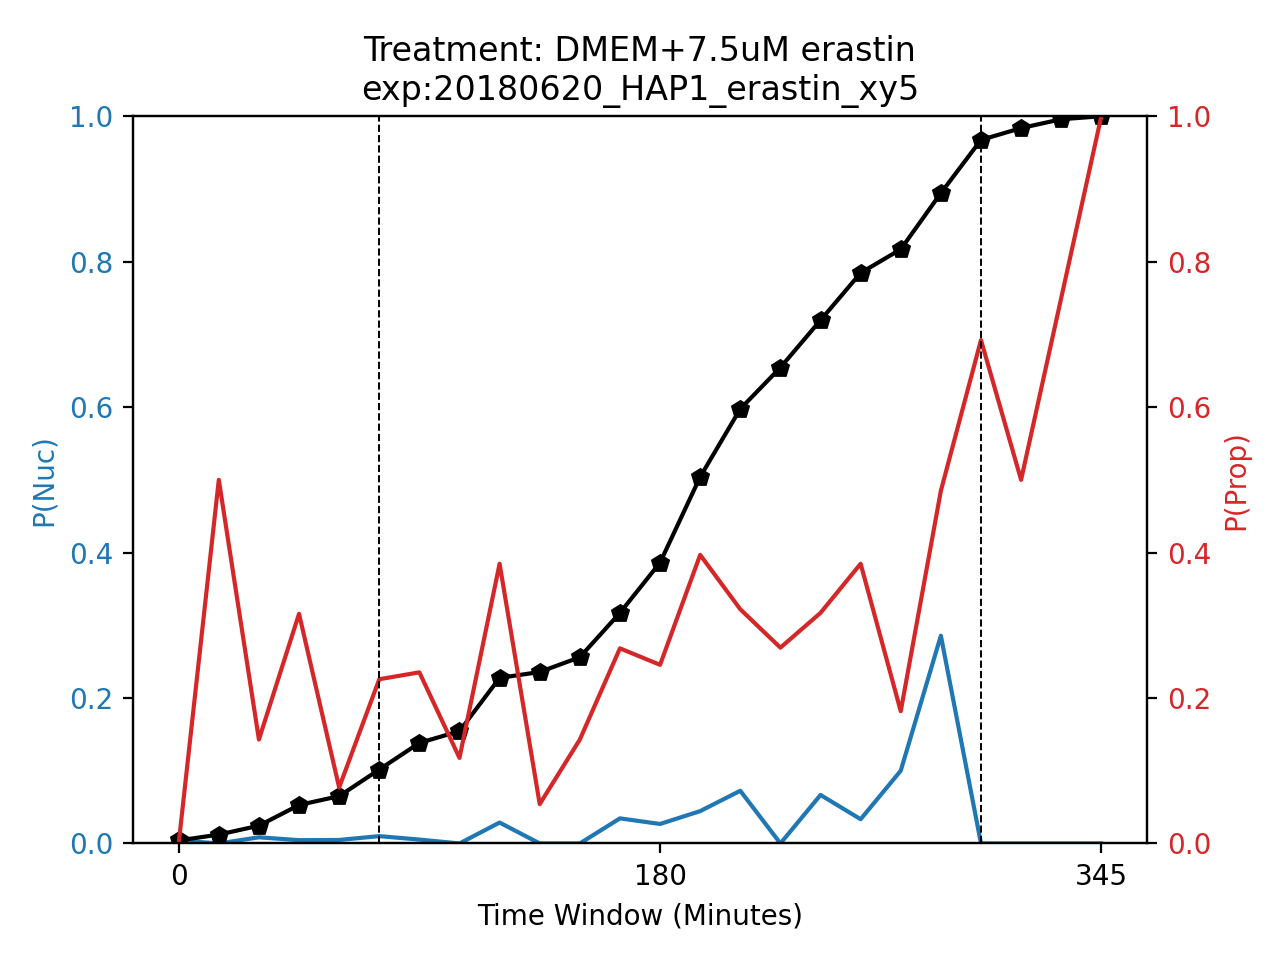 Treatment: DMEM+7.5uM erastin
exp:20180620_HAP1_erastin_xy5
1.0
0.8
0.6
0.4
0.2
0.0
P(Nuc)
1.0
0.8
0.6
0.4
0.2
0.0
P(Prop)
0 180 345
Time Window (Minutes)